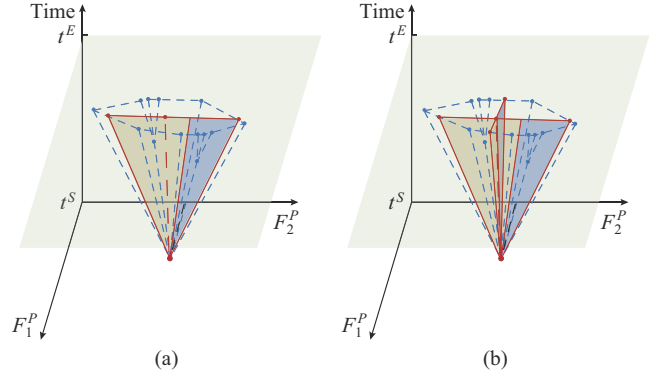 Time Time
t^E t^E
t^S t^S
F_2^P F_2^P
F_1^P F_1^P
(a) (b)